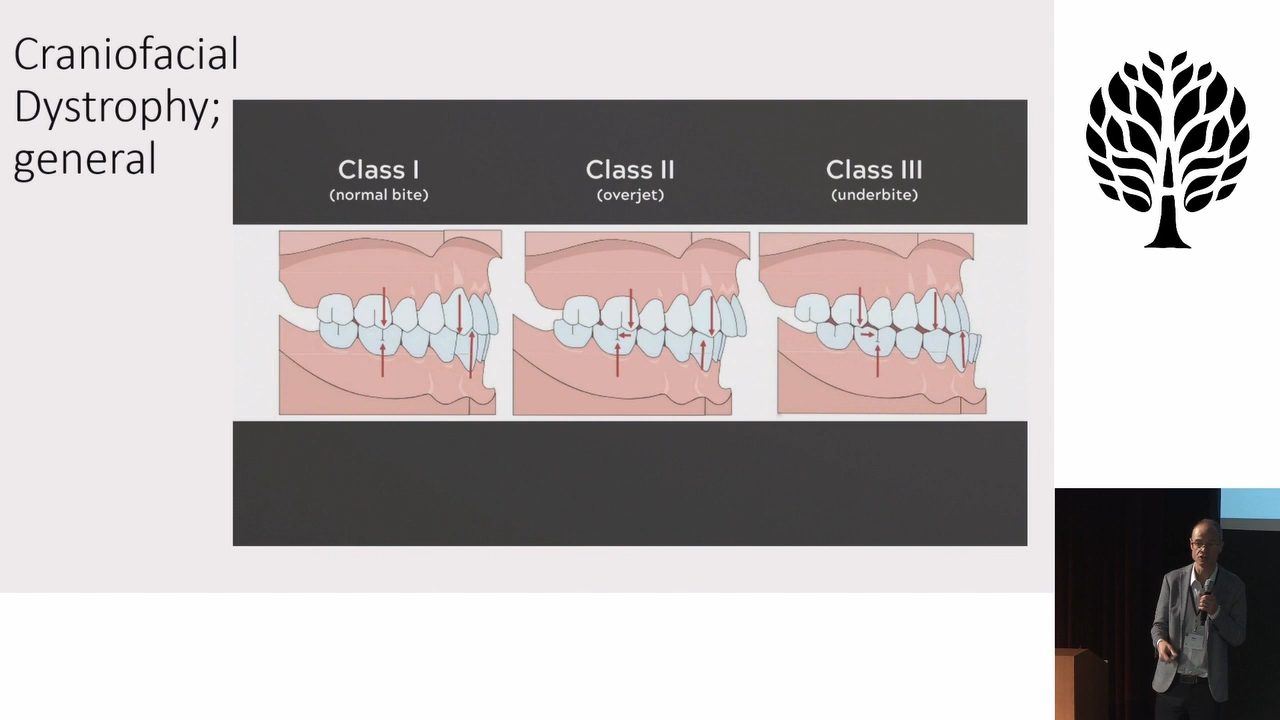 Craniofacial
Dystrophy;
general
Class I
(normal bite)
Class II
(overjet)
Class III
(underbite)